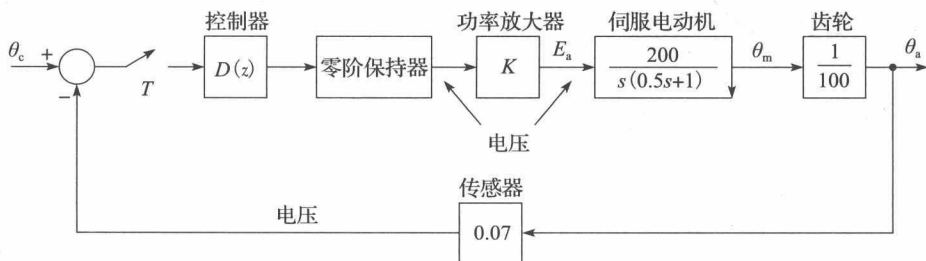 控制器
功率放大器
伺服电动机
齿轮
θc
+
−
T
D(z)
零阶保持器
K
Ea
200
s(0.5s+1)
θm
1
100
θa
电压
传感器
电压
0.07